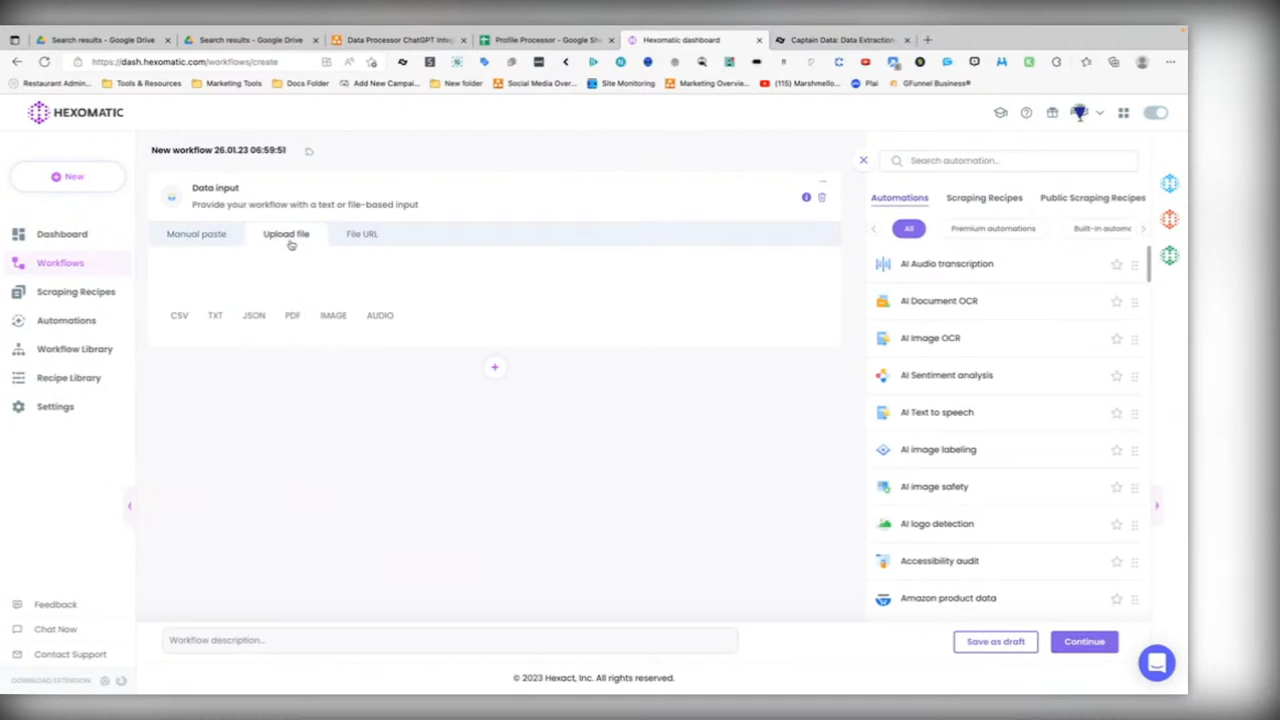 Search results - Google Drive
Search results - Google Drive
Data Processor ChatGPT Inte
Profile Processor - Google Sh
Hexomatic dashboard
Captain Data: Data Extraction
https://dash.hexomatic.com/workflows/create
Restaurant Admin...
Tools & Resources
Marketing Tools
Docs Folder
Add New Campai...
New folder
Social Media Over...
Site Monitoring
Marketing Overvie...
(115) Marshmello...
Plai
GFunnel Business®
HEXOMATIC
New
Dashboard
Workflows
Scraping Recipes
Automations
Workflow Library
Recipe Library
Settings
Feedback
Chat Now
Contact Support
DOWNLOAD EXTENSION:
New workflow 26.01.23 06:59:51
Data input
Provide your workflow with a text or file-based input
Manual paste
Upload file
File URL
CSV TXT JSON PDF IMAGE AUDIO
Workflow description...
Save as draft
Continue
© 2023 Hexact, Inc. All rights reserved.
Search automation...
Automations
Scraping Recipes
Public Scraping Recipes
All
Premium automations
Built-in automa
AI Audio transcription
AI Document OCR
AI Image OCR
AI Sentiment analysis
AI Text to speech
AI image labeling
AI image safety
AI logo detection
Accessibility audit
Amazon product data